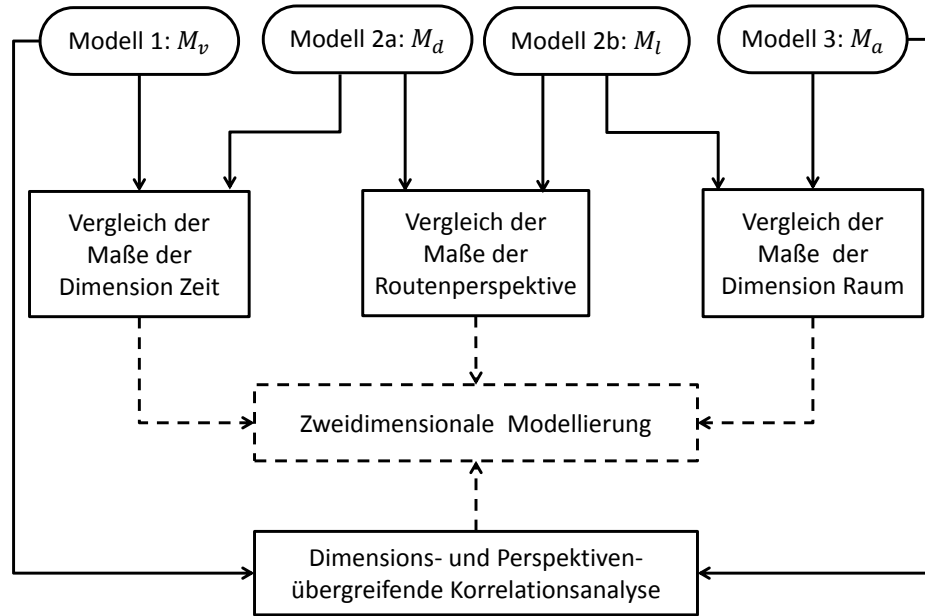 Modell 1: M_v
Modell 2a: M_d
Modell 2b: M_l
Modell 3: M_a
Vergleich der
Maße der
Dimension Zeit
Vergleich der
Maße der
Routenperspektive
Vergleich der
Maße der
Dimension Raum
Zweidimensionale Modellierung
Dimensions- und Perspektiven-
übergreifende Korrelationsanalyse